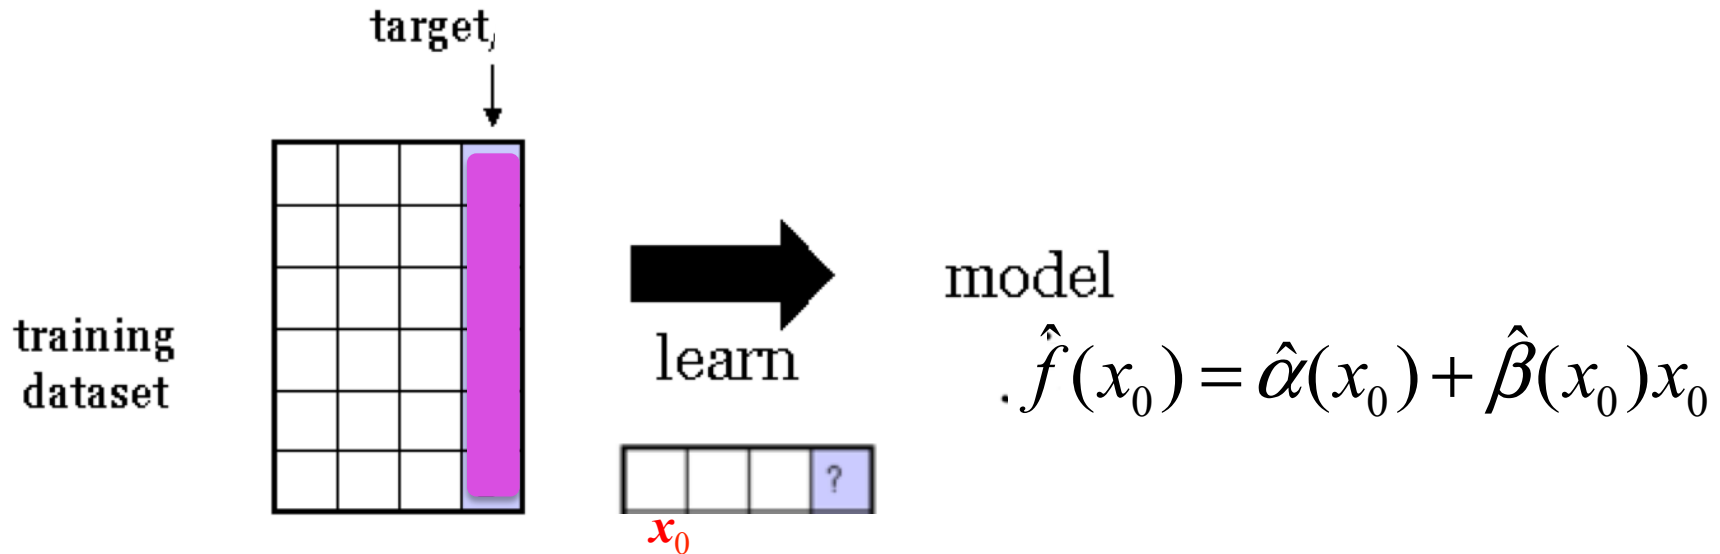 target,
training
dataset
learn
model
. f̂(x₀) = α̂(x₀) + β̂(x₀)x₀
?
x₀